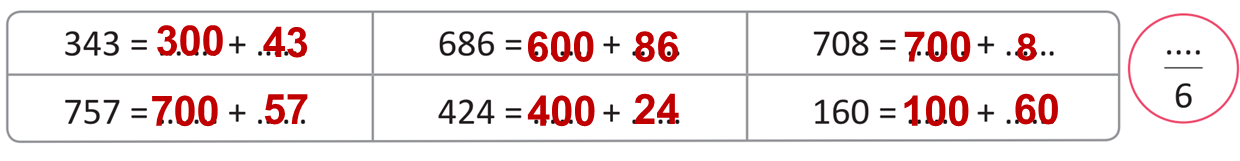 343 = 300 + 43
686 = 600 + 86
708 = 700 + 8
....
6
757 = 700 + 57
424 = 400 + 24
160 = 100 + 60